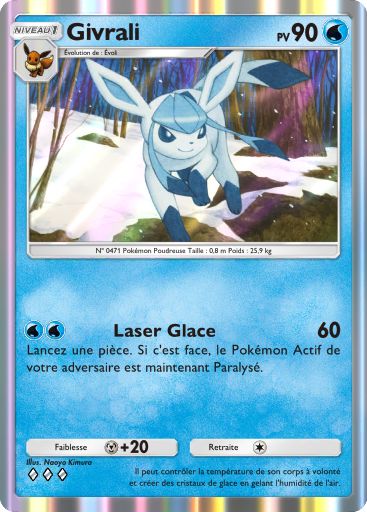 NIVEAU 1
Givrali
PV 90
Évolution de : Évoli
N° 0471 Pokémon Poudreuse Taille : 0,8 m Poids : 25.9 kg
Laser Glace 60
Lancez une pièce. Si c'est face, le Pokémon Actif de
votre adversaire est maintenant Paralysé.
Faiblesse +20 Retraite
Illus. Naoyo Kimura
Il peut contrôler la température de son corps à volonté
et créer des cristaux de glace en gelant l'humidité de l'air.